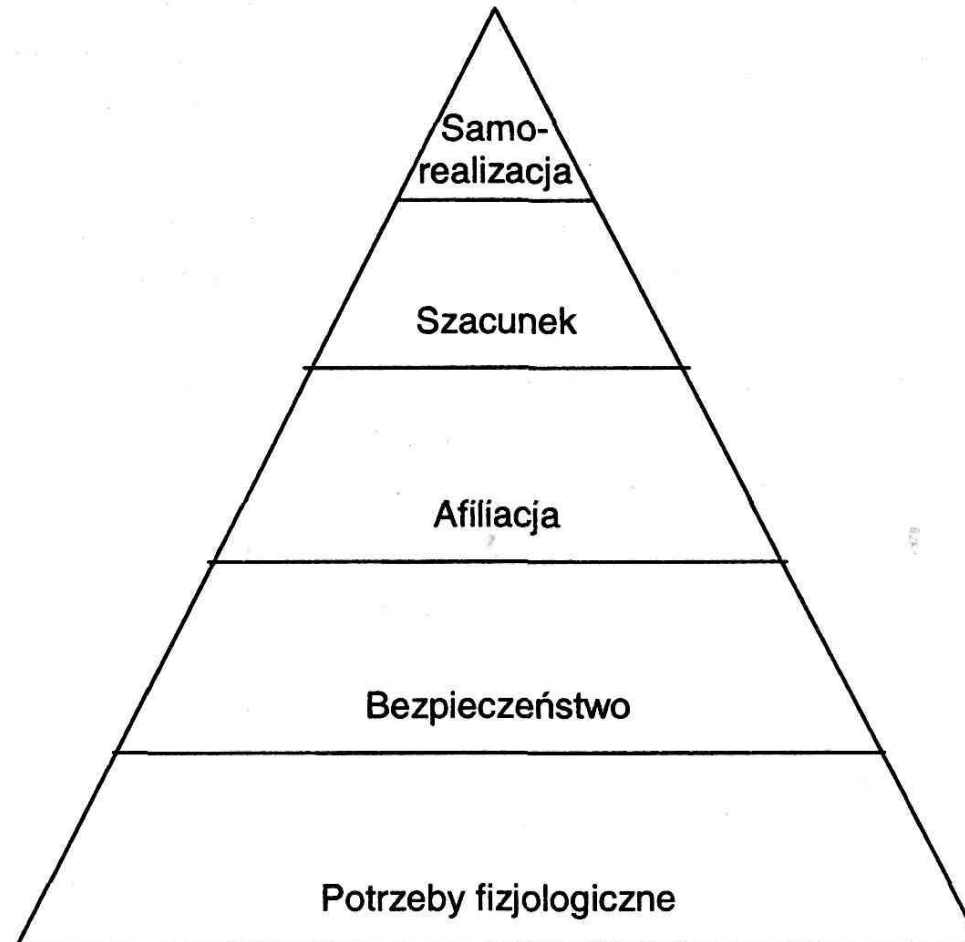 Samo-
realizacja
Szacunek
Afiliacja
Bezpieczeństwo
Potrzeby fizjologiczne